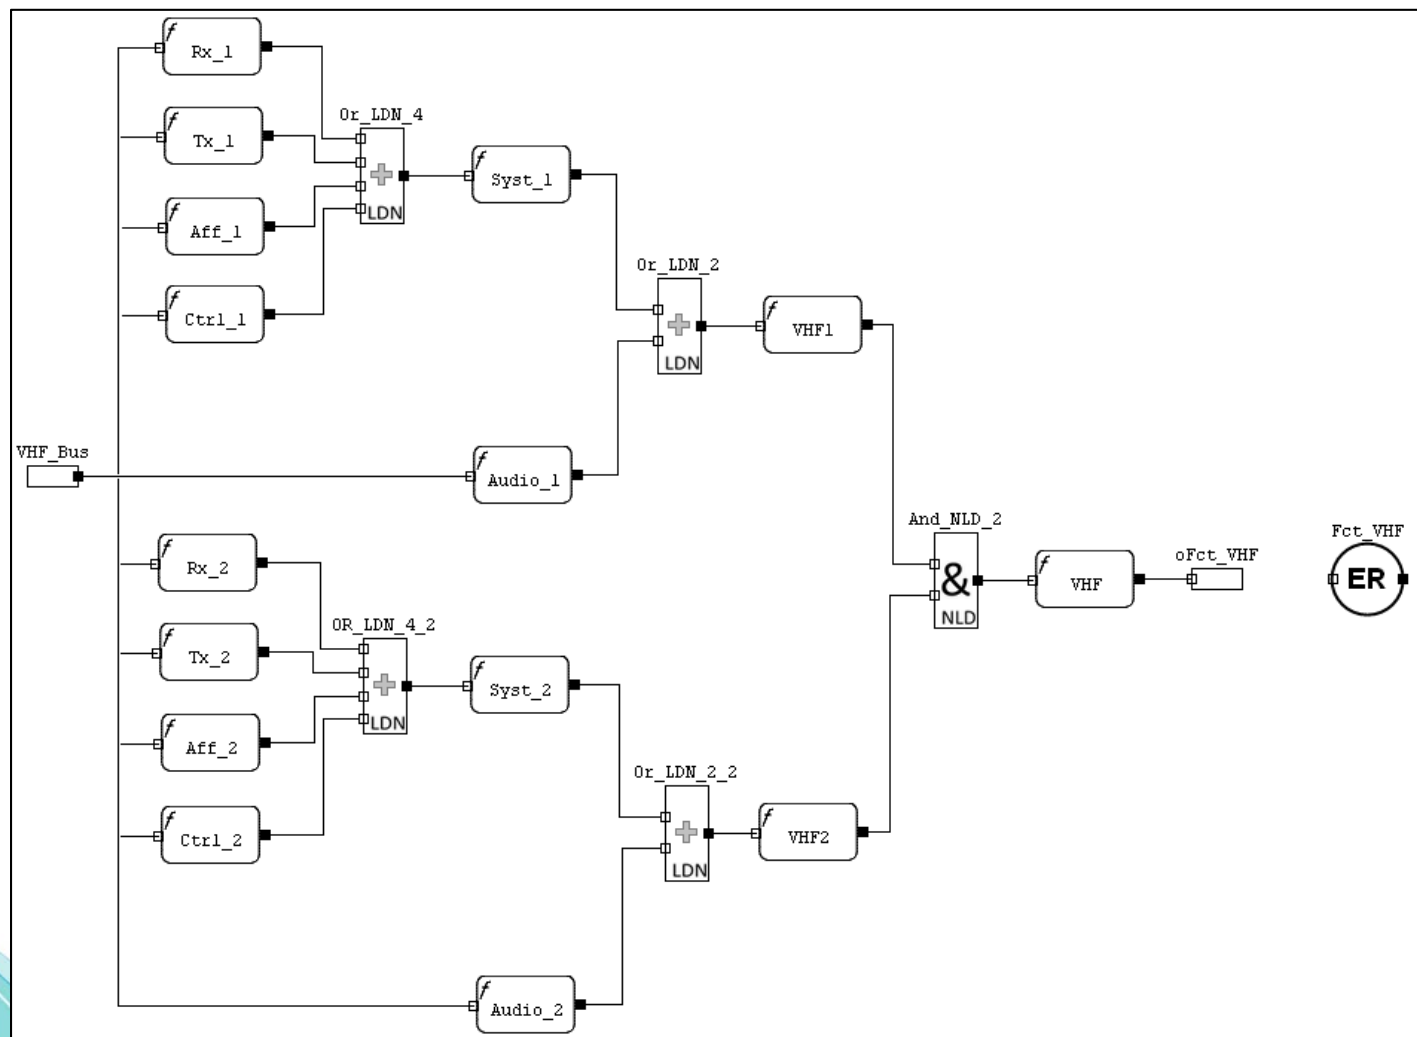 f
Rx_1
Or_LDN_4
f
Tx_1
f
Syst_1
LDN
f
Aff_1
Or_LDN_2
f
Ctrl_1
f
VHF1
LDN
VHF_Bus
f
Audio_1
And_NLD_2
Fct_VHF
f
Rx_2
oFct_VHF
&
f
VHF
ER
NLD
OR_LDN_4_2
f
Tx_2
f
Syst_2
LDN
f
Aff_2
Or_LDN_2_2
f
Ctrl_2
f
VHF2
LDN
f
Audio_2